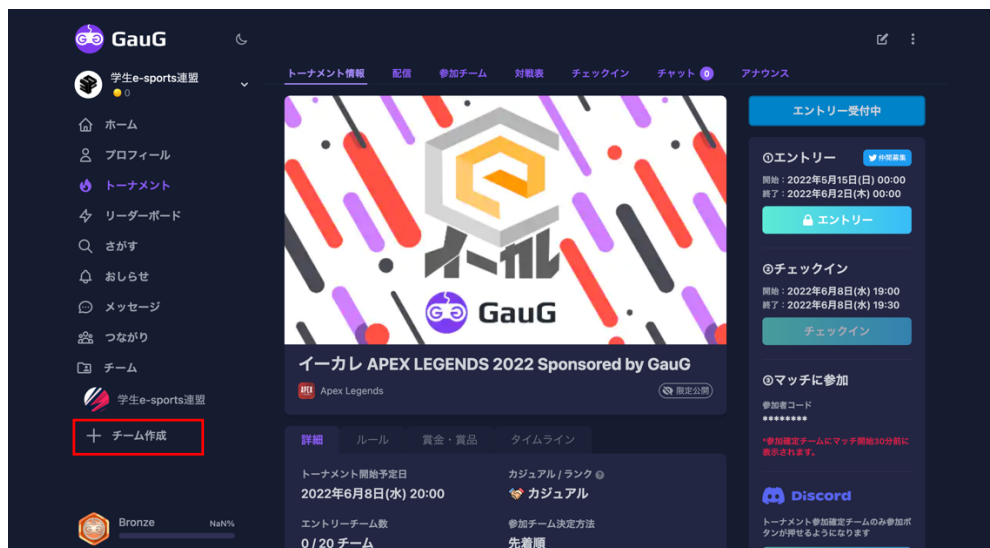 GauG
学生e-sports連盟
0
ホーム
プロフィール
トーナメント
リーダーボード
さがす
おしらせ
メッセージ
つながり
チーム
学生e-sports連盟
チーム作成
Bronze NaN%
トーナメント情報 配信 参加チーム 対戦表 チェックイン チャット 0 アナウンス
イーカレ
GauG
イーカレ APEX LEGENDS 2022 Sponsored by GauG
Apex Legends
限定公開
詳細 ルール 賞金・賞品 タイムライン
トーナメント開始予定日 カジュアル / ランク
2022年6月8日(水) 20:00 カジュアル
エントリーチーム数 参加チーム決定方法
0 / 20 チーム 先着順
エントリー受付中
①エントリー 仲間募集
開始：2022年5月15日(日) 00:00
終了：2022年6月2日(木) 00:00
エントリー
②チェックイン
開始：2022年6月8日(水) 19:00
終了：2022年6月8日(水) 19:30
チェックイン
③マッチに参加
参加者コード
********
*参加確定チームにマッチ開始30分前に
表示されます。
Discord
トーナメント参加確定チームのみ参加ボ
タンが押せるようになります